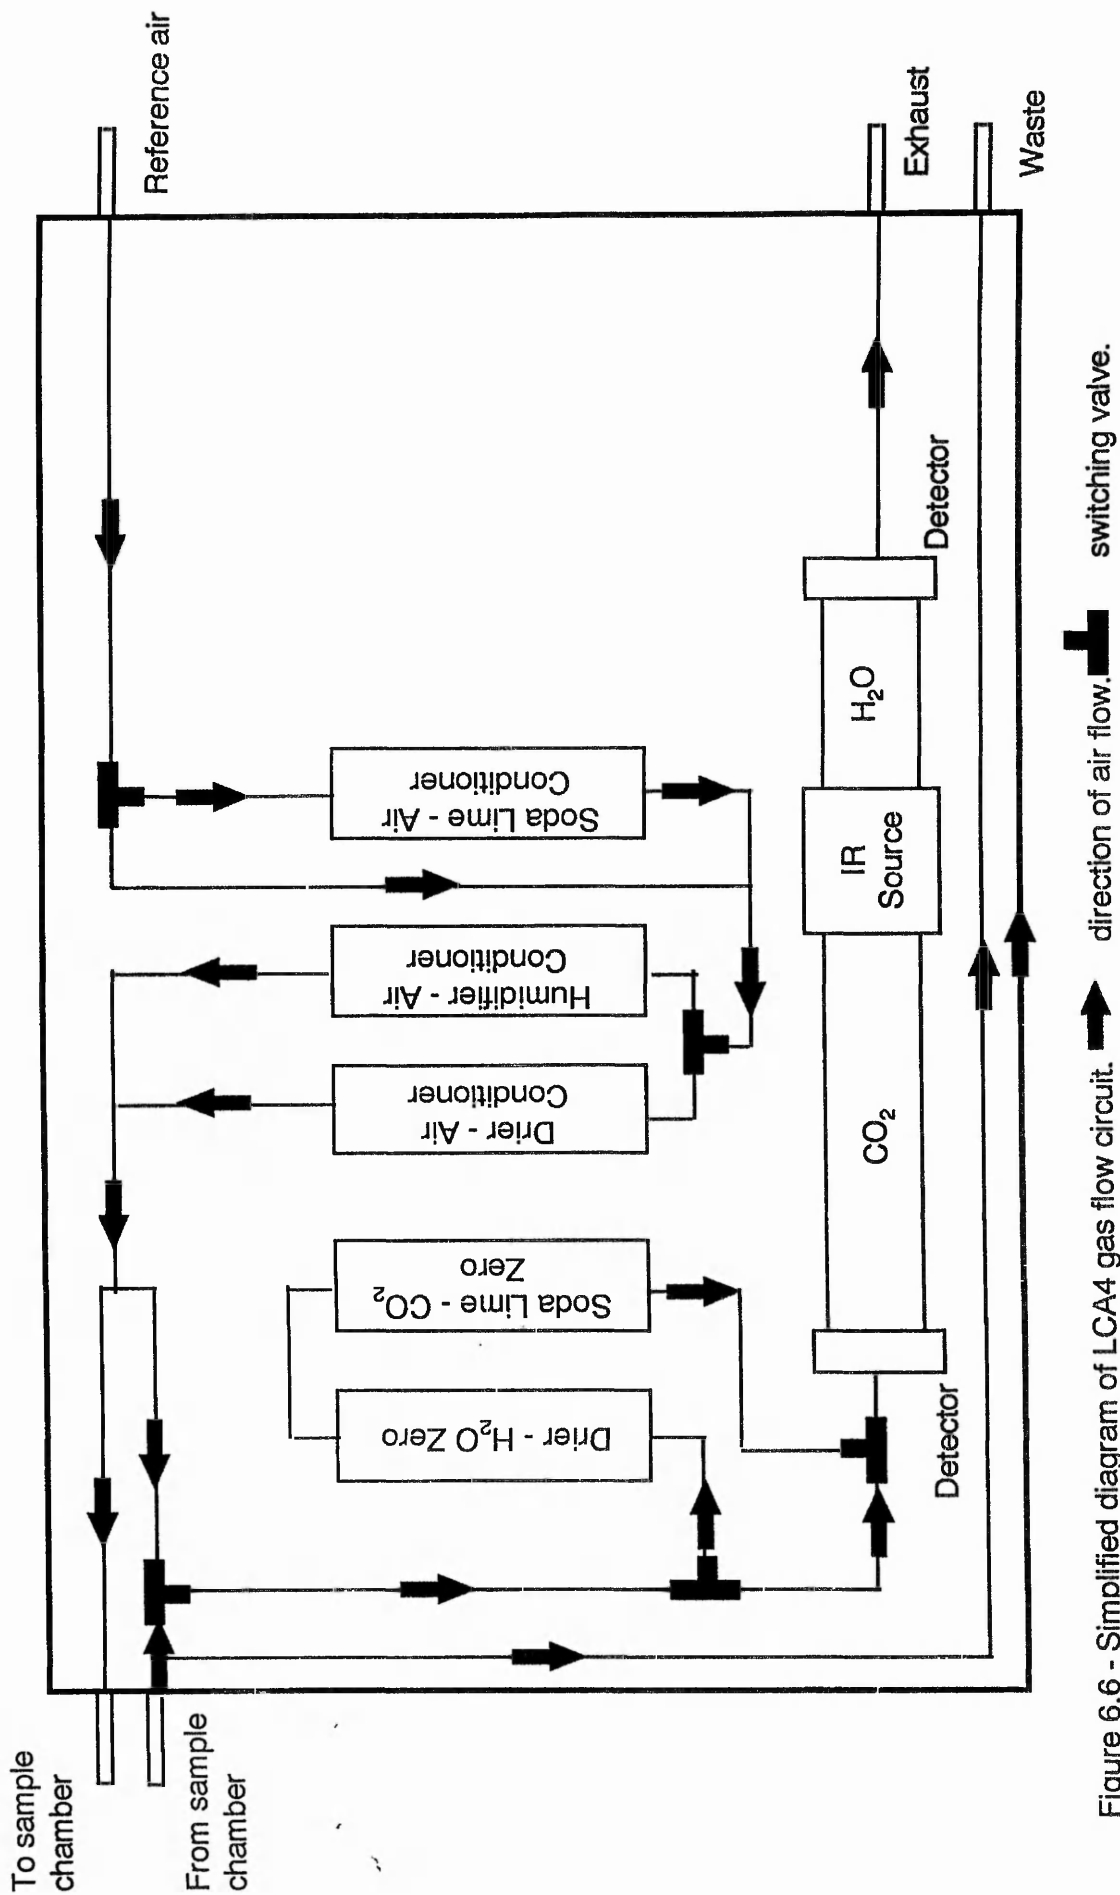 To sample
chamber
From sample
chamber
Reference air
Drier - H₂O Zero
Soda Lime - CO₂
Zero
Drier - Air
Conditioner
Humidifier - Air
Conditioner
Soda Lime - Air
Conditioner
Detector
CO₂
IR
Source
H₂O
Detector
Exhaust
Waste
Figure 6.6 - Simplified diagram of LCA4 gas flow circuit. direction of air flow. switching valve.